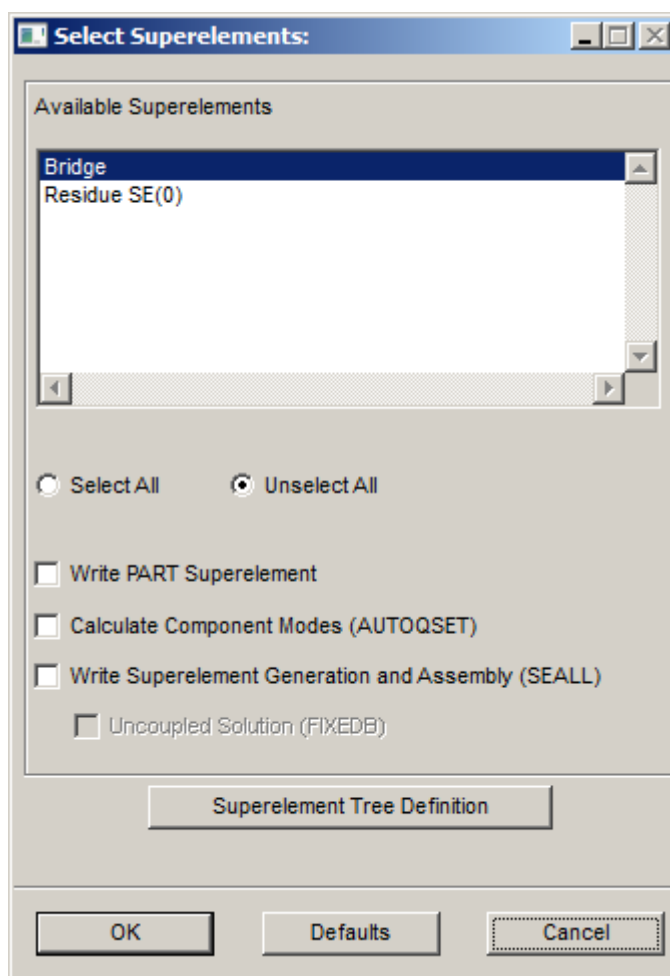 Select Superelements:
Available Superelements
Bridge
Residue SE(0)
Select All Unselect All
Write PART Superelement
Calculate Component Modes (AUTOQSET)
Write Superelement Generation and Assembly (SEALL)
Uncoupled Solution (FIXEDB)
Superelement Tree Definition
OK Defaults Cancel